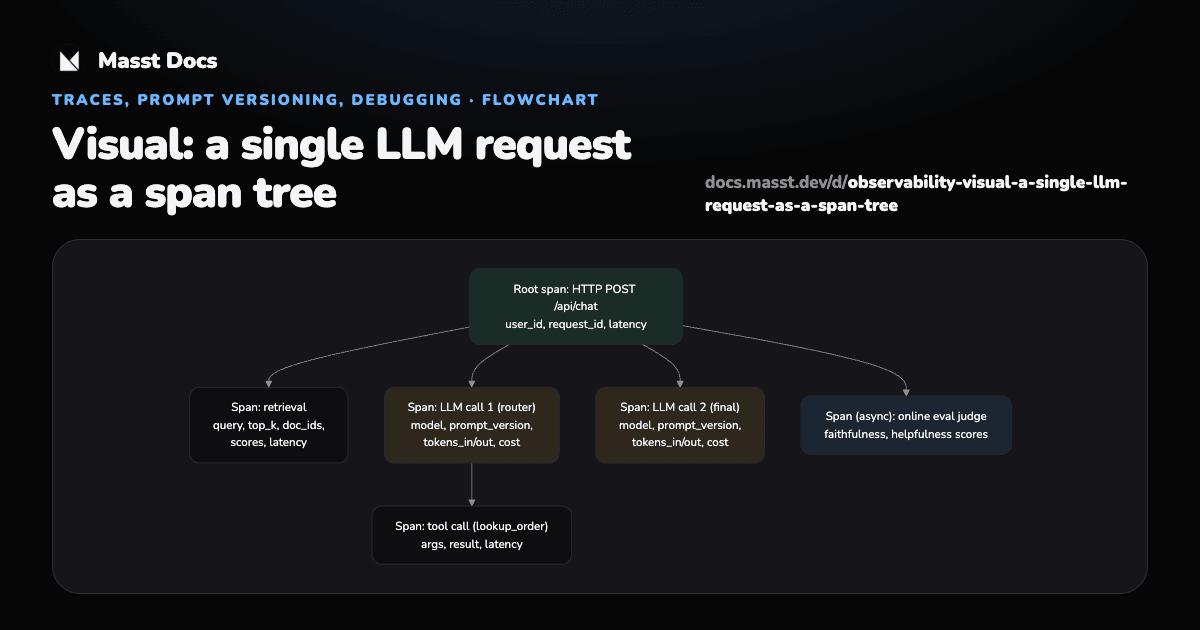 Masst Docs
TRACES, PROMPT VERSIONING, DEBUGGING · FLOWCHART
Visual: a single LLM request
as a span tree
docs.masst.dev/d/observability-visual-a-single-llm-
request-as-a-span-tree
Root span: HTTP POST
/api/chat
user_id, request_id, latency
Span: retrieval
query, top_k, doc_ids,
scores, latency
Span: LLM call 1 (router)
model, prompt_version,
tokens_in/out, cost
Span: LLM call 2 (final)
model, prompt_version,
tokens_in/out, cost
Span (async): online eval judge
faithfulness, helpfulness scores
Span: tool call (lookup_order)
args, result, latency